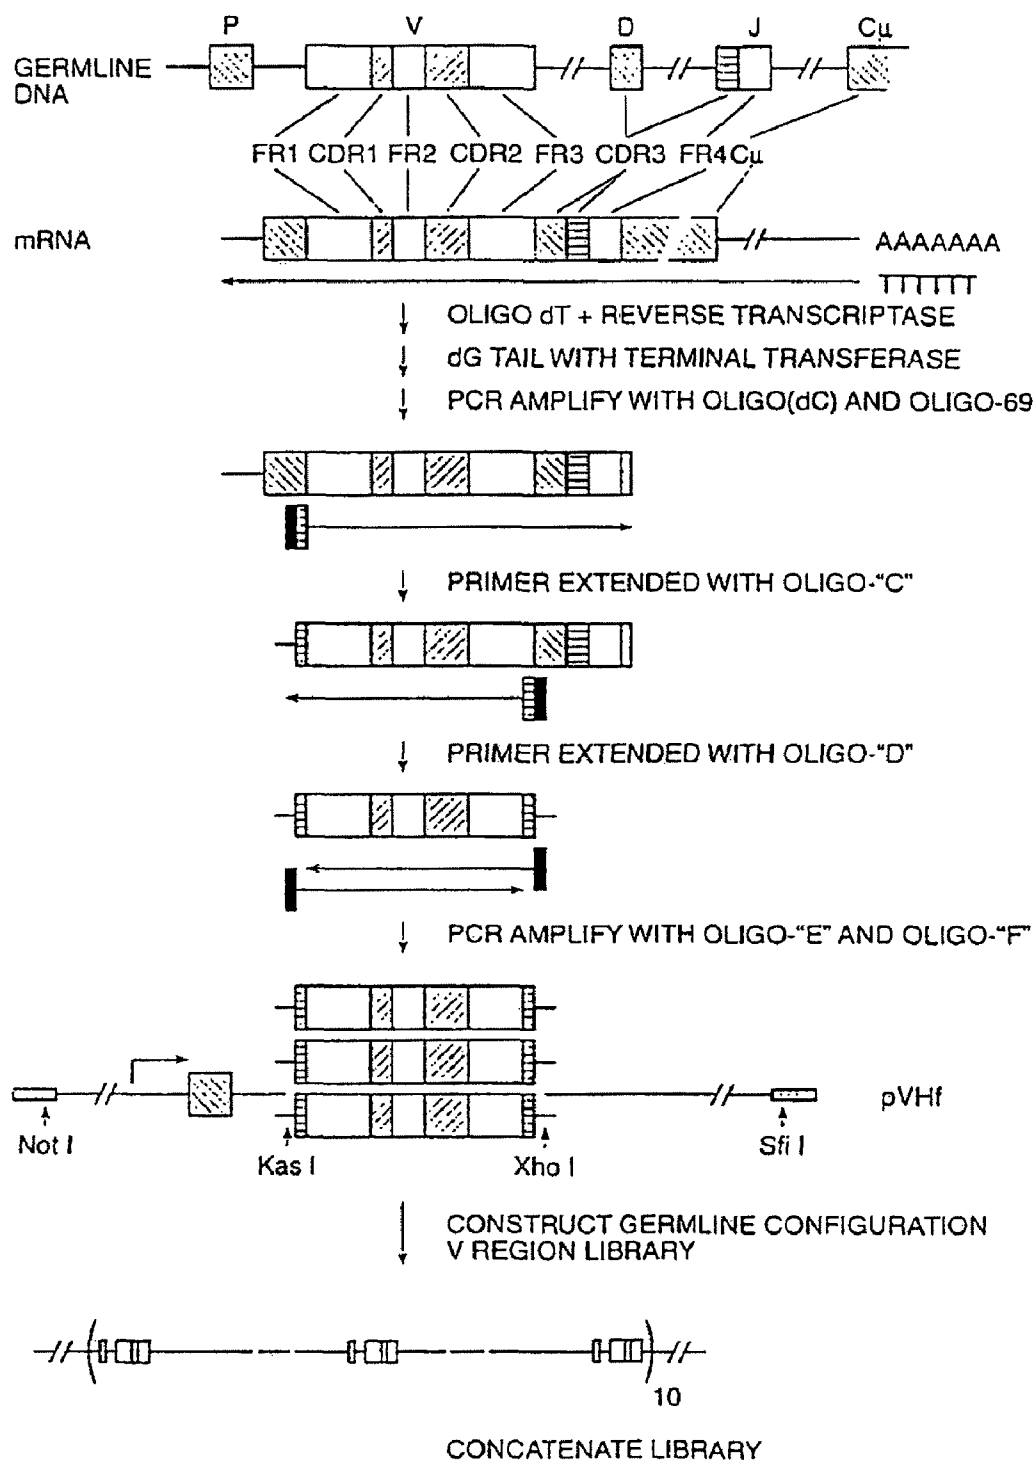 P V D J Cμ
GERMLINE
DNA
FR1 CDR1 FR2 CDR2 FR3 CDR3 FR4 Cμ
mRNA
AAAAAAA
TTTTTT
OLIGO dT + REVERSE TRANSCRIPTASE
dG TAIL WITH TERMINAL TRANSFERASE
PCR AMPLIFY WITH OLIGO(dC) AND OLIGO-69
PRIMER EXTENDED WITH OLIGO-"C"
PRIMER EXTENDED WITH OLIGO-"D"
PCR AMPLIFY WITH OLIGO-"E" AND OLIGO-"F"
pVHf
Not I
Kas I
Xho I
Sfi I
CONSTRUCT GERMLINE CONFIGURATION
V REGION LIBRARY
10
CONCATENATE LIBRARY